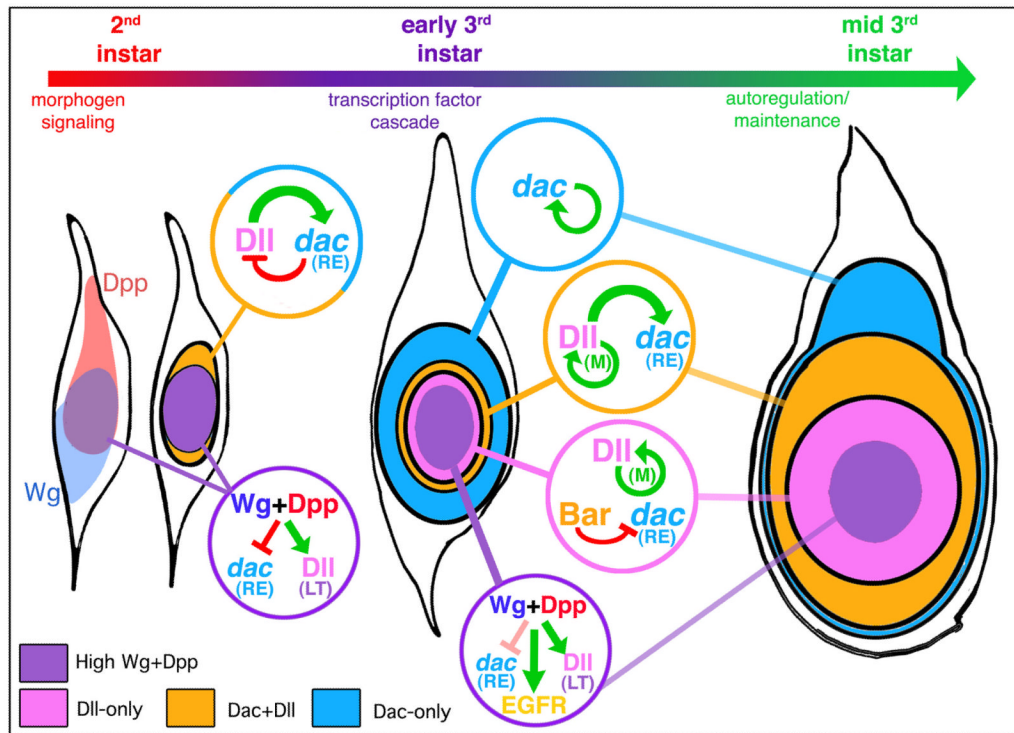 2nd
instar
early 3rd
instar
mid 3rd
instar
morphogen
signaling
transcription factor
cascade
autoregulation/
maintenance
Dpp
Wg
Dll dac
(RE)
Wg+Dpp
dac Dll
(RE) (LT)
dac
Dll dac
(M) (RE)
Dll
(M)
Bar dac
(RE)
Wg+Dpp
dac Dll
(RE) (LT)
EGFR
High Wg+Dpp
Dll-only
Dac+Dll
Dac-only